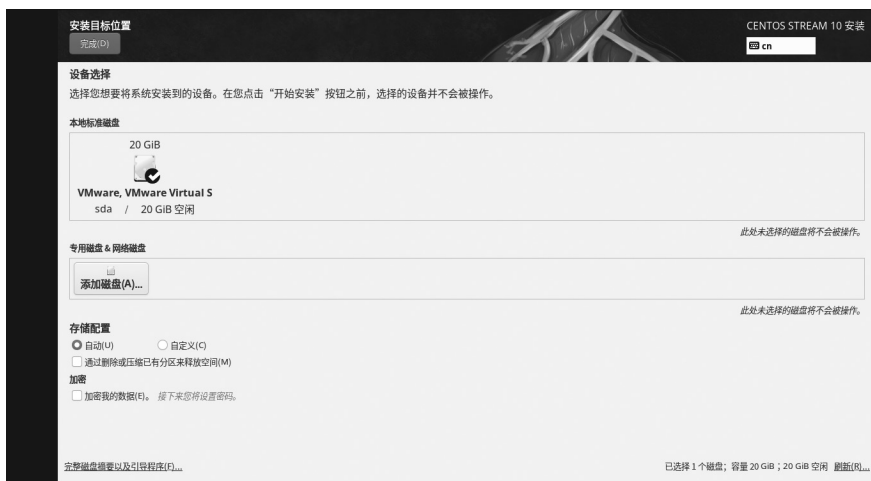 安装目标位置
CENTOS STREAM 10 安装
完成(D)
cn
设备选择
选择您想要将系统安装到的设备。在您点击“开始安装”按钮之前，选择的设备并不会被操作。
本地标准磁盘
20 GiB
VMware, VMware Virtual S
sda / 20 GiB 空闲
此处未选择的磁盘将不会被操作。
专用磁盘 & 网络磁盘
添加磁盘(A)...
此处未选择的磁盘将不会被操作。
存储配置
自动(U) 自定义(C)
通过删除或压缩已有分区来释放空间(M)
加密
加密我的数据(E)。 接下来您将设置密码。
完整磁盘摘要以及引导程序(F)...
已选择 1 个磁盘；容量 20 GiB；20 GiB 空闲 刷新(R)...